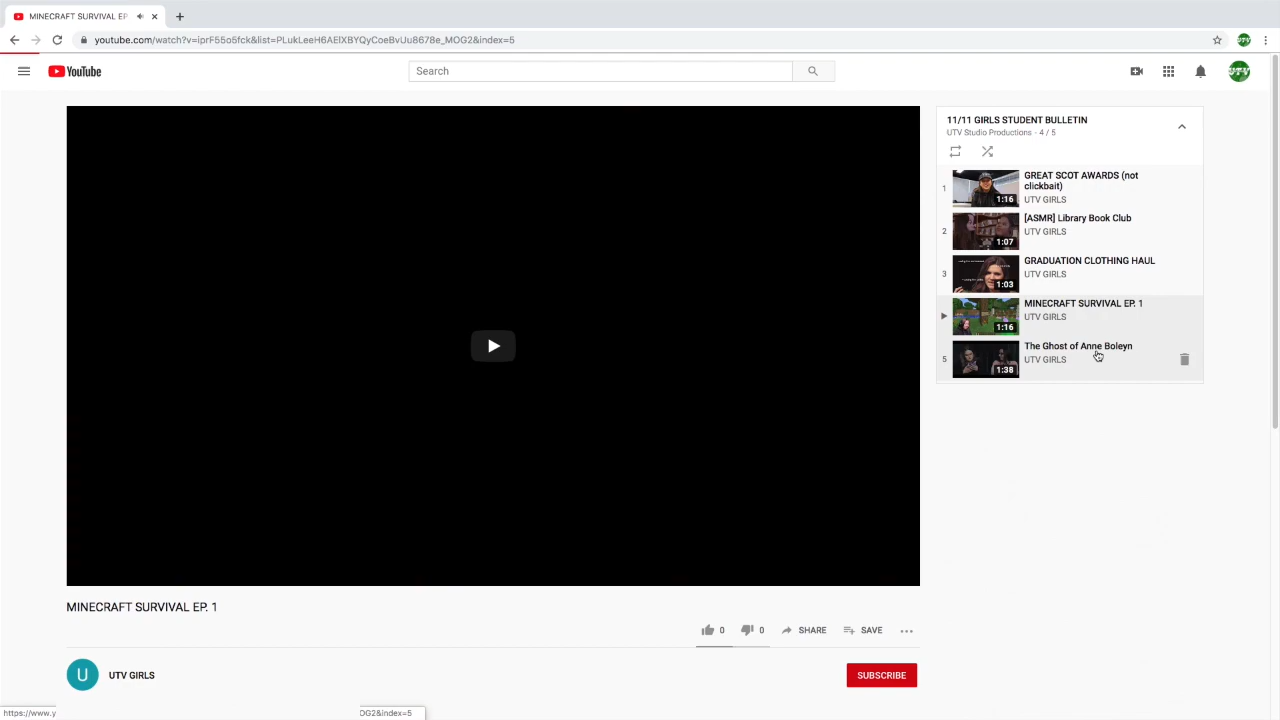 MINECRAFT SURVIVAL EP
youtube.com/watch?v=iprF55o5fck&list=PLukLeeH6AEIXBYQyCoeBvUu8678e_MOG2&index=5
YouTube
Search
UTV
MINECRAFT SURVIVAL EP. 1
0
0
SHARE
SAVE
U
UTV GIRLS
SUBSCRIBE
11/11 GIRLS STUDENT BULLETIN
UTV Studio Productions - 4 / 5
1
1:16
GREAT SCOT AWARDS (not
clickbait)
UTV GIRLS
2
1:07
[ASMR] Library Book Club
UTV GIRLS
3
1:03
GRADUATION CLOTHING HAUL
UTV GIRLS
1:16
MINECRAFT SURVIVAL EP. 1
UTV GIRLS
5
1:38
The Ghost of Anne Boleyn
UTV GIRLS
https://www.y
OG2&index=5